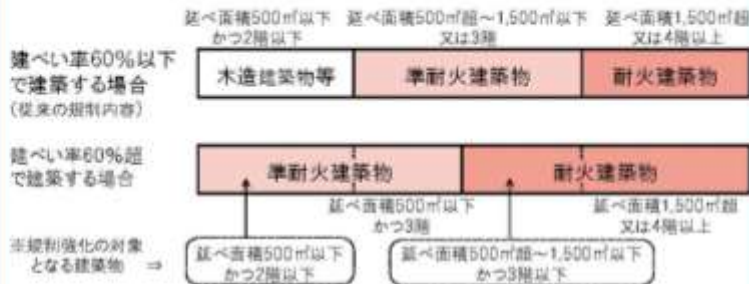 延べ面積500㎡以下
かつ2階以下
延べ面積500㎡超～1,500㎡以下
又は3階
延べ面積1,500㎡超
又は4階以上
建ぺい率60%以下
で建築する場合
(従来の規制内容)
木造建築物等
準耐火建築物
耐火建築物
建ぺい率60%超
で建築する場合
準耐火建築物
耐火建築物
延べ面積500㎡以下
かつ3階
延べ面積1,500㎡超
又は4階以上
※規制強化の対象
となる建築物 ⇒
延べ面積500㎡以下
かつ2階以下
延べ面積500㎡超～1,500㎡以下
かつ3階以下